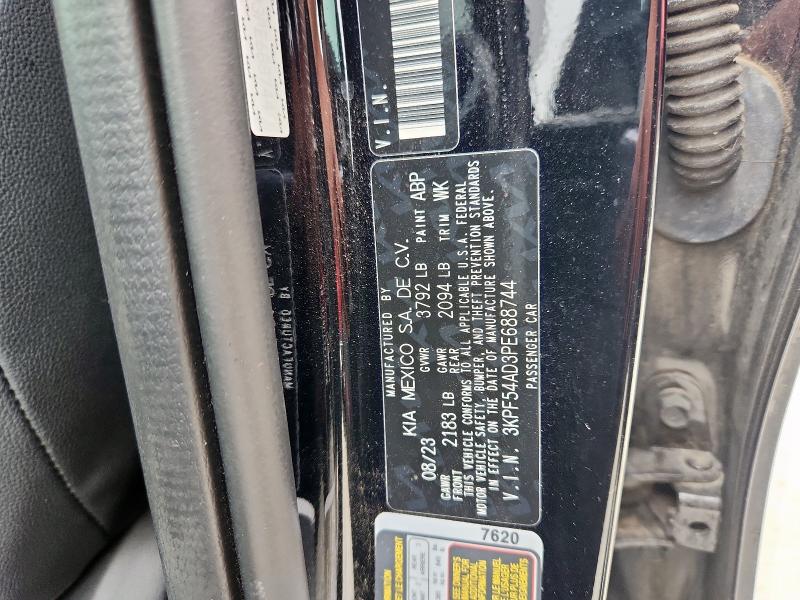 V.I.N.
MANUFACTURED BY
KIA MEXICO S.A. DE C.V.
08/23 GVWR 3792 LB PAINT ABP
GAWR FRONT 2183 LB GAWR REAR 2094 LB TRIM WK
THIS VEHICLE CONFORMS TO ALL APPLICABLE U.S.A. FEDERAL
MOTOR VEHICLE SAFETY, BUMPER, AND THEFT PREVENTION STANDARDS
IN EFFECT ON THE DATE OF MANUFACTURE SHOWN ABOVE.
V.I.N. 3KPF54AD3PE688744
PASSENGER CAR
7620